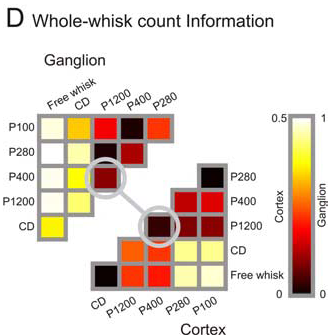 D Whole-whisk count Information
Ganglion
Free whisk CD P1200 P400 P280
P100
P280
P400
P1200
CD
P280
P400
P1200
CD
Free whisk
CD P1200 P400 P280 P100
Cortex
0.5 1
Cortex
Ganglion
0 0